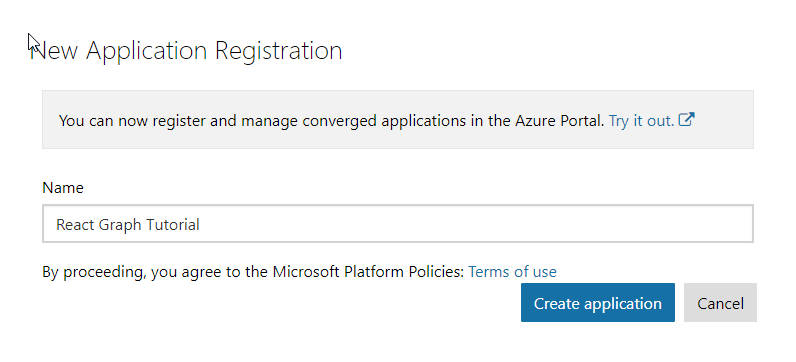 New Application Registration
You can now register and manage converged applications in the Azure Portal. Try it out.
Name
React Graph Tutorial
By proceeding, you agree to the Microsoft Platform Policies: Terms of use
Create application
Cancel